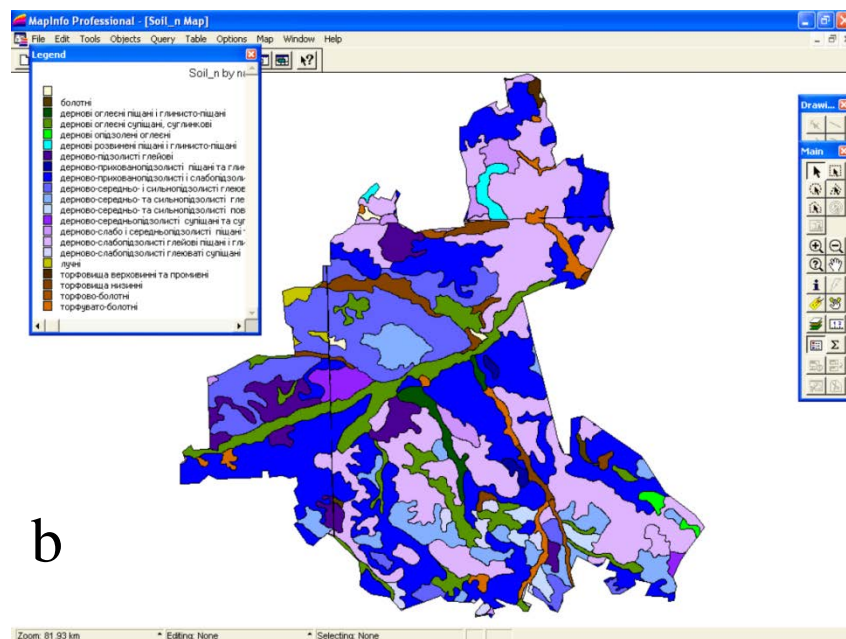 MapInfo Professional - [Soil_n Map]
File Edit Tools Objects Query Table Options Map Window Help
Legend
Soil_n by
болотні
дернові оглеєні піщані і глинисто-піщані
дернові оглеєні супіщані, суглинкові
дернові опідзолені оглеєні
дернові розвинені піщані і глинисто-піщані
дерново-підзолисті глейові
дерново-прихованопідзолисті піщані та гли
дерново-прихованопідзолисті і слабопідзоли
дерново-середньо- і сильнопідзолисті глеюв
дерново-середньо- та сильнопідзолисті гле
дерново-середньо- та сильнопідзолисті пов
дерново-середньопідзолисті супіщані та суг
дерново-слабо і середньопідзолисті піщані
дерново-слабопідзолисті глейові піщані і гли
дерново-слабопідзолисті глеюваті супіщані
лучні
торфовища верховинні та промивні
торфовища низинні
торфово-болотні
торфувато-болотні
Drawi...
Main
b
Zoom: 81.93 km
Editing: None
Selecting: None